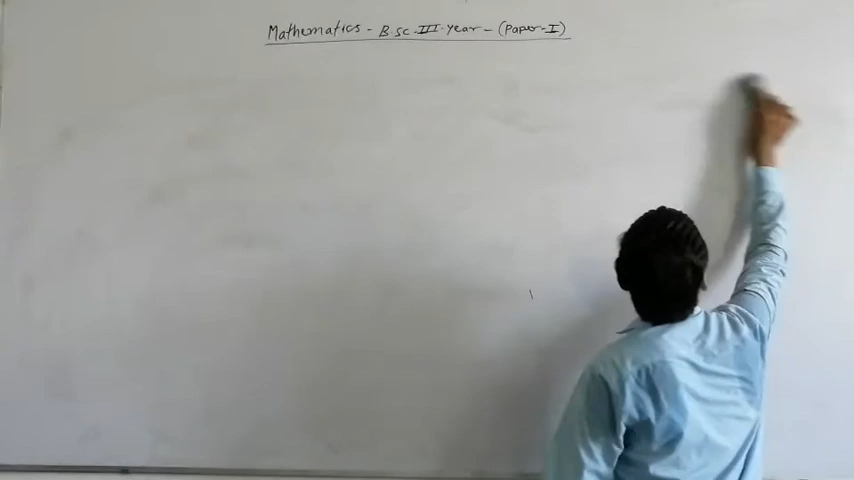 Mathematics - B.Sc. III - year - (Paper-I)